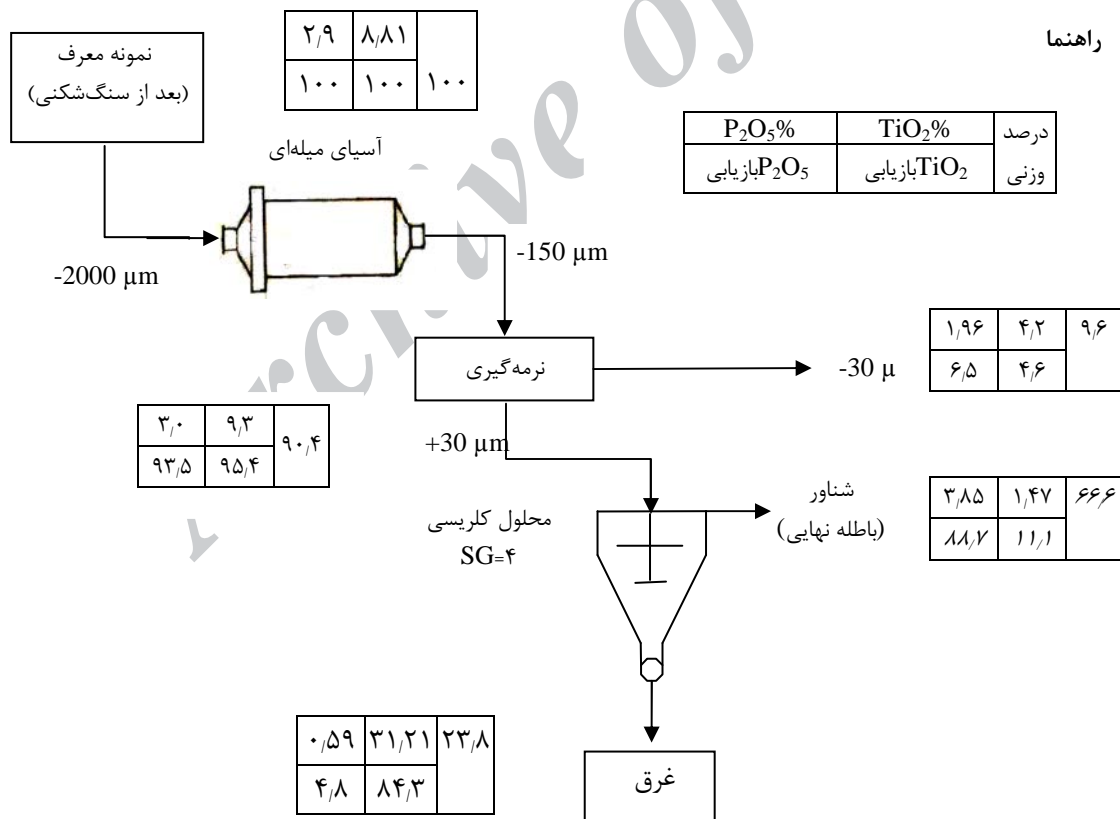 راهنما
P₂O₅% TiO₂% درصد وزنی
بازیابیP₂O₅ بازیابیTiO₂
نمونه معرف
(بعد از سنگ‌شکنی)
۲٫۹ ۸٫۸۱ ۱۰۰
۱۰۰ ۱۰۰
آسیای میله‌ای
-2000 µm
-150 µm
نرمه‌گیری
-30 µ
۱٫۹۶ ۴٫۲ ۹٫۶
۶٫۵ ۴٫۶
+30 µm
۳٫۰ ۹٫۳ ۹۰٫۴
۹۳٫۵ ۹۵٫۴
محلول کلریسی
SG=۴
شناور
(باطله نهایی)
۳٫۸۵ ۱٫۴۷ ۶۶٫۶
۸۸٫۷ ۱۱٫۱
۰٫۵۹ ۳۱٫۲۱ ۲۳٫۸
۴٫۸ ۸۴٫۳
غرق
Archive of